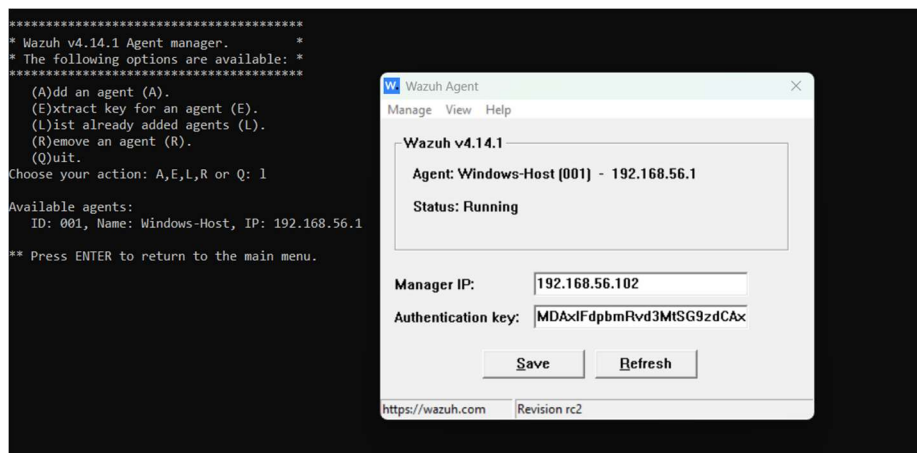 ****************************************
* Wazuh v4.14.1 Agent manager.         *
* The following options are available: *
****************************************
(A)dd an agent (A).
(E)xtract key for an agent (E).
(L)ist already added agents (L).
(R)emove an agent (R).
(Q)uit.
Choose your action: A,E,L,R or Q: l
Available agents:
ID: 001, Name: Windows-Host, IP: 192.168.56.1
** Press ENTER to return to the main menu.
W. Wazuh Agent
Manage View Help
Wazuh v4.14.1
Agent: Windows-Host (001) - 192.168.56.1
Status: Running
Manager IP: 192.168.56.102
Authentication key: MDAxIFdpbmRvd3MtSG9zdCAx
Save Refresh
https://wazuh.com Revision rc2